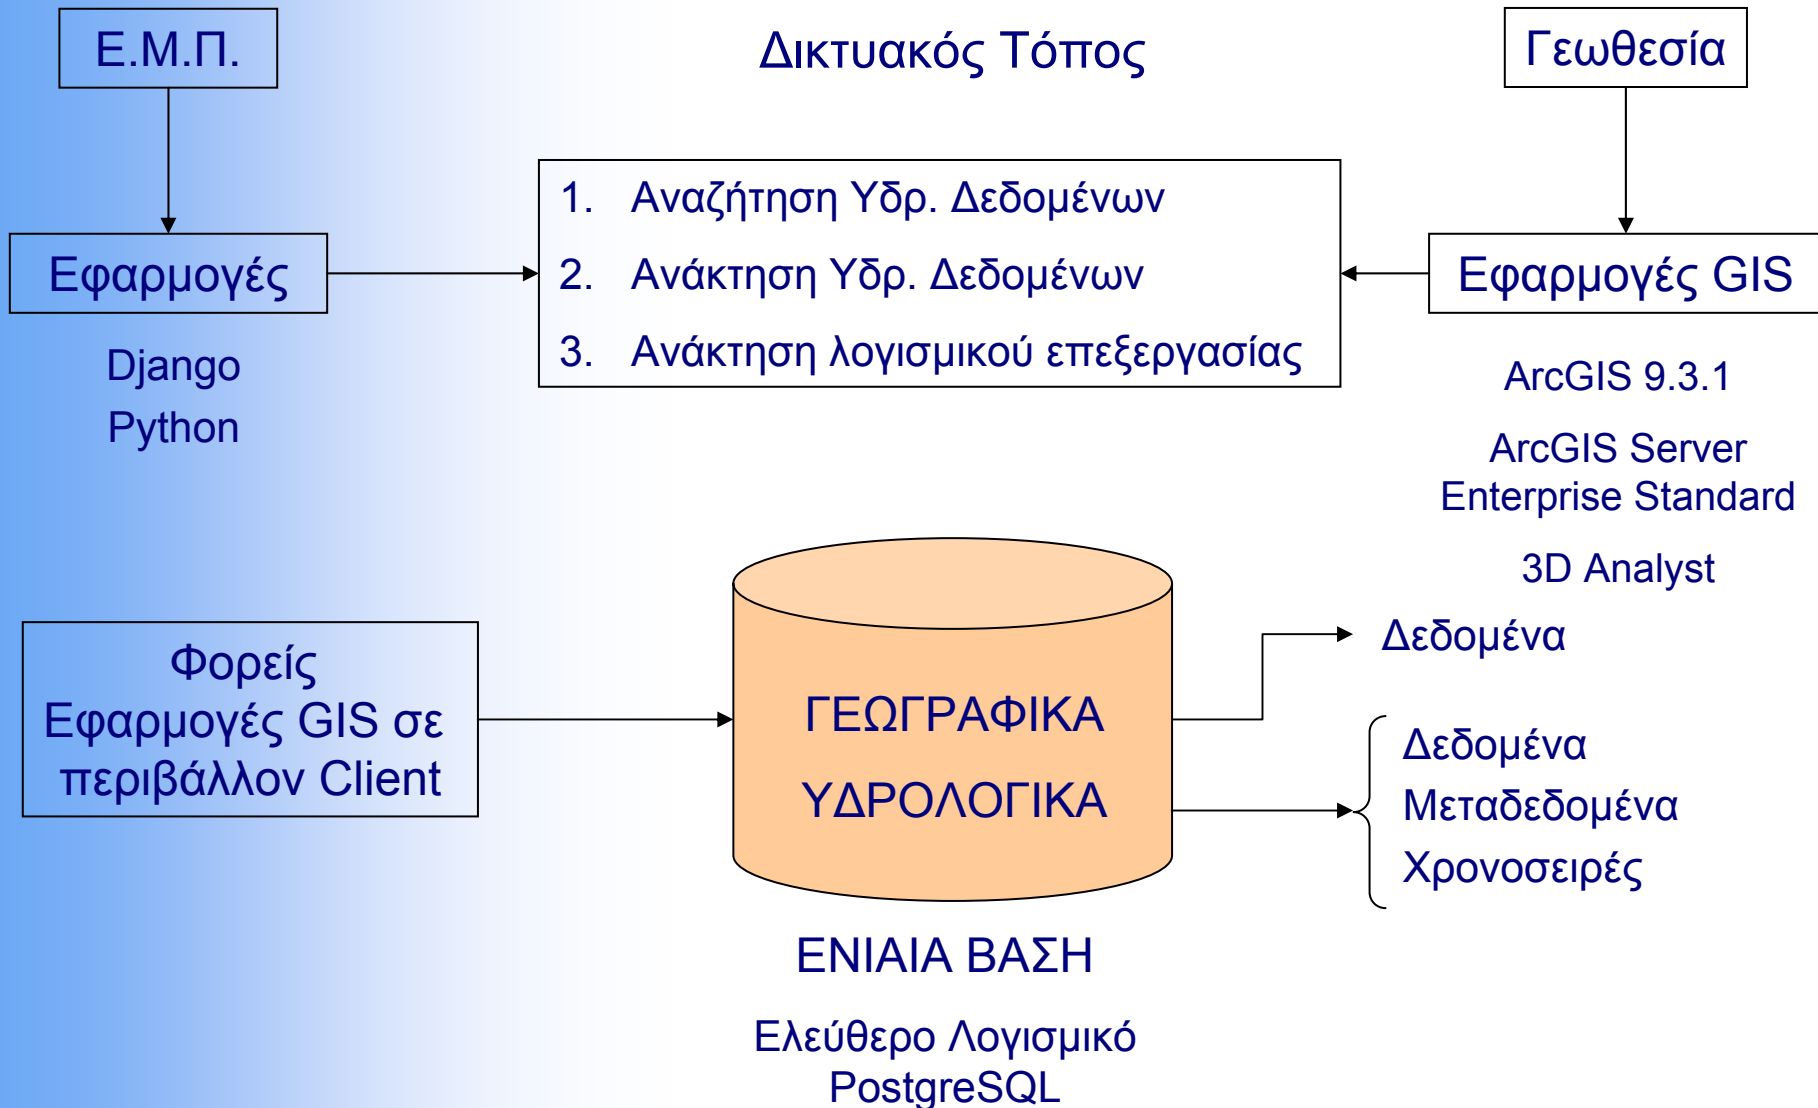 Ε.Μ.Π.
Δικτυακός Τόπος
Γεωθεσία
1. Αναζήτηση Υδρ. Δεδομένων
2. Ανάκτηση Υδρ. Δεδομένων
3. Ανάκτηση λογισμικού επεξεργασίας
Εφαρμογές
Django
Python
Εφαρμογές GIS
ArcGIS 9.3.1
ArcGIS Server
Enterprise Standard
3D Analyst
Φορείς
Εφαρμογές GIS σε
περιβάλλον Client
ΓΕΩΓΡΑΦΙΚΑ
ΥΔΡΟΛΟΓΙΚΑ
Δεδομένα
Δεδομένα
Μεταδεδομένα
Χρονοσειρές
ΕΝΙΑΙΑ ΒΑΣΗ
Ελεύθερο Λογισμικό
PostgreSQL